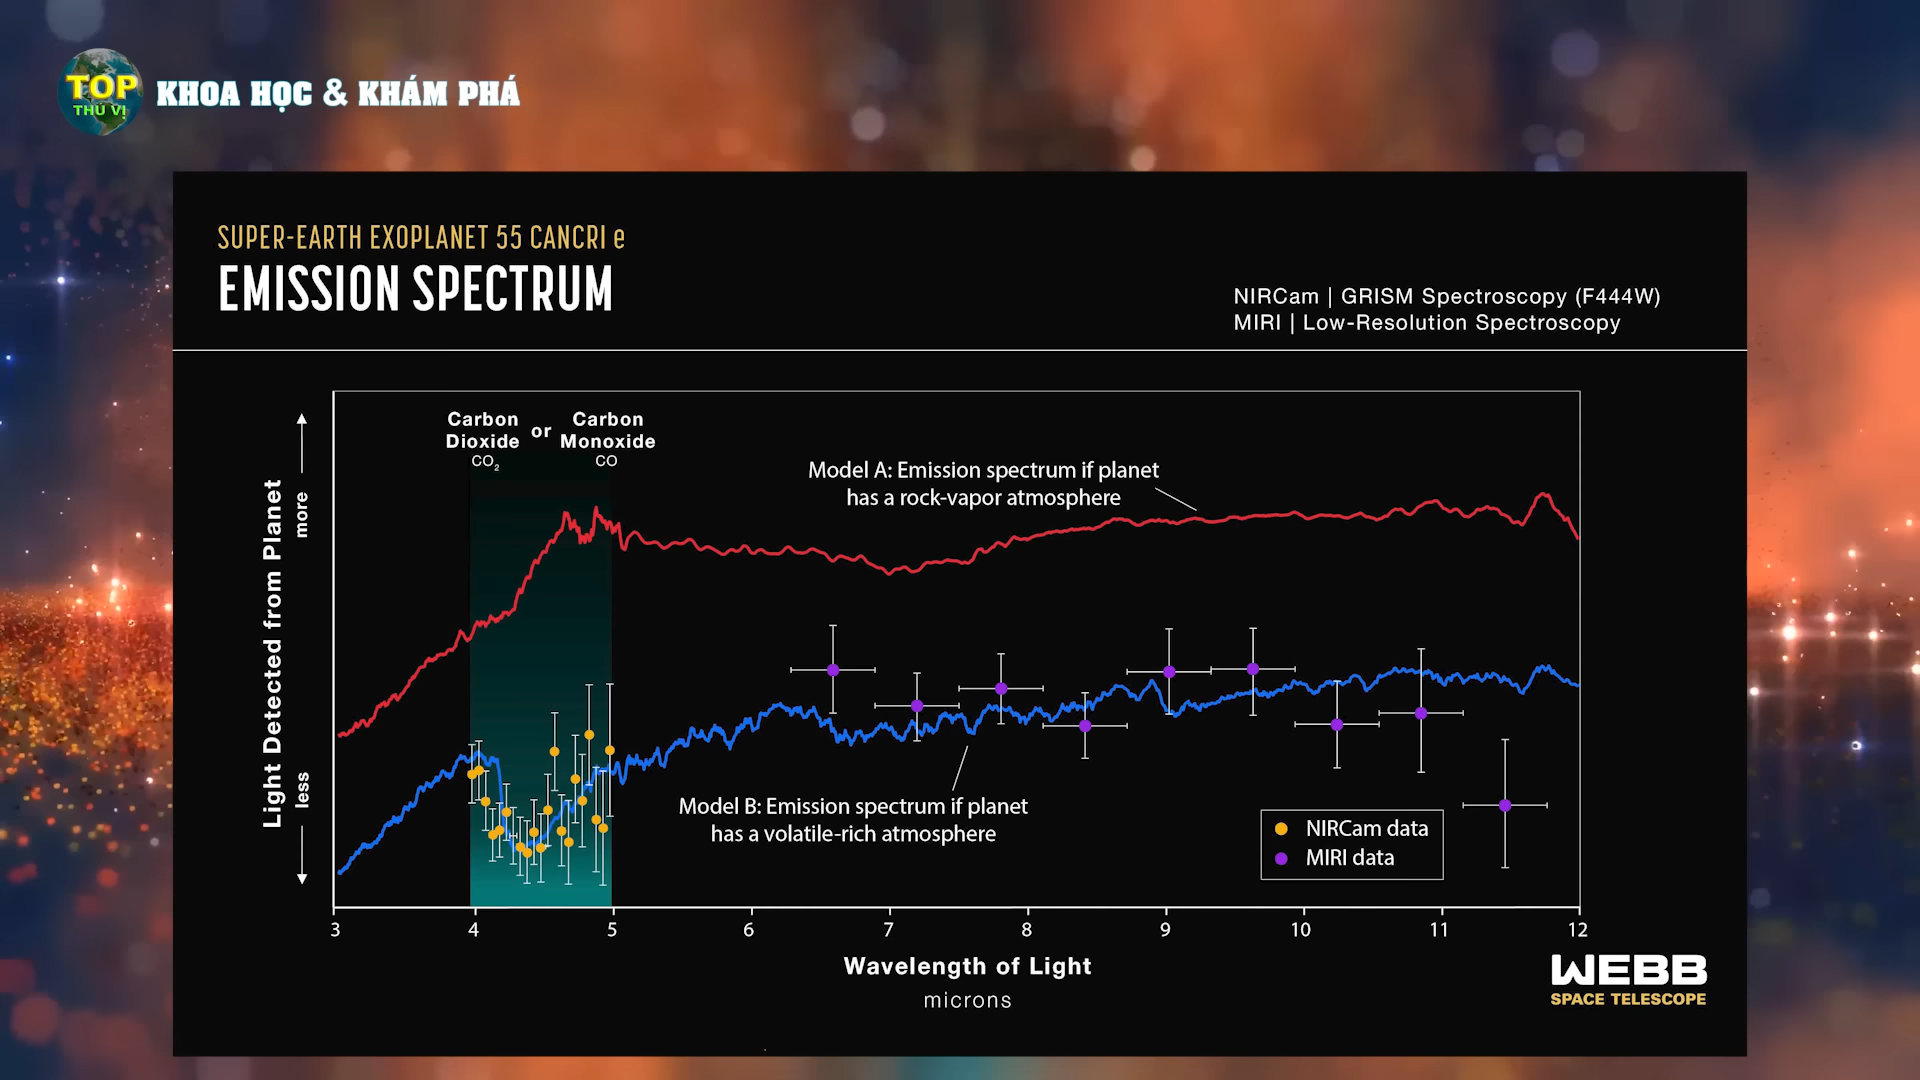 TOP
THÚ VỊ
KHOA HỌC & KHÁM PHÁ
SUPER-EARTH EXOPLANET 55 CANCRI e
EMISSION SPECTRUM
NIRCam | GRISM Spectroscopy (F444W)
MIRI | Low-Resolution Spectroscopy
Carbon Dioxide CO₂
or
Carbon Monoxide CO
Model A: Emission spectrum if planet
has a rock-vapor atmosphere
Light Detected from Planet
more
less
Model B: Emission spectrum if planet
has a volatile-rich atmosphere
NIRCam data
MIRI data
3 4 5 6 7 8 9 10 11 12
Wavelength of Light
microns
WEBB
SPACE TELESCOPE